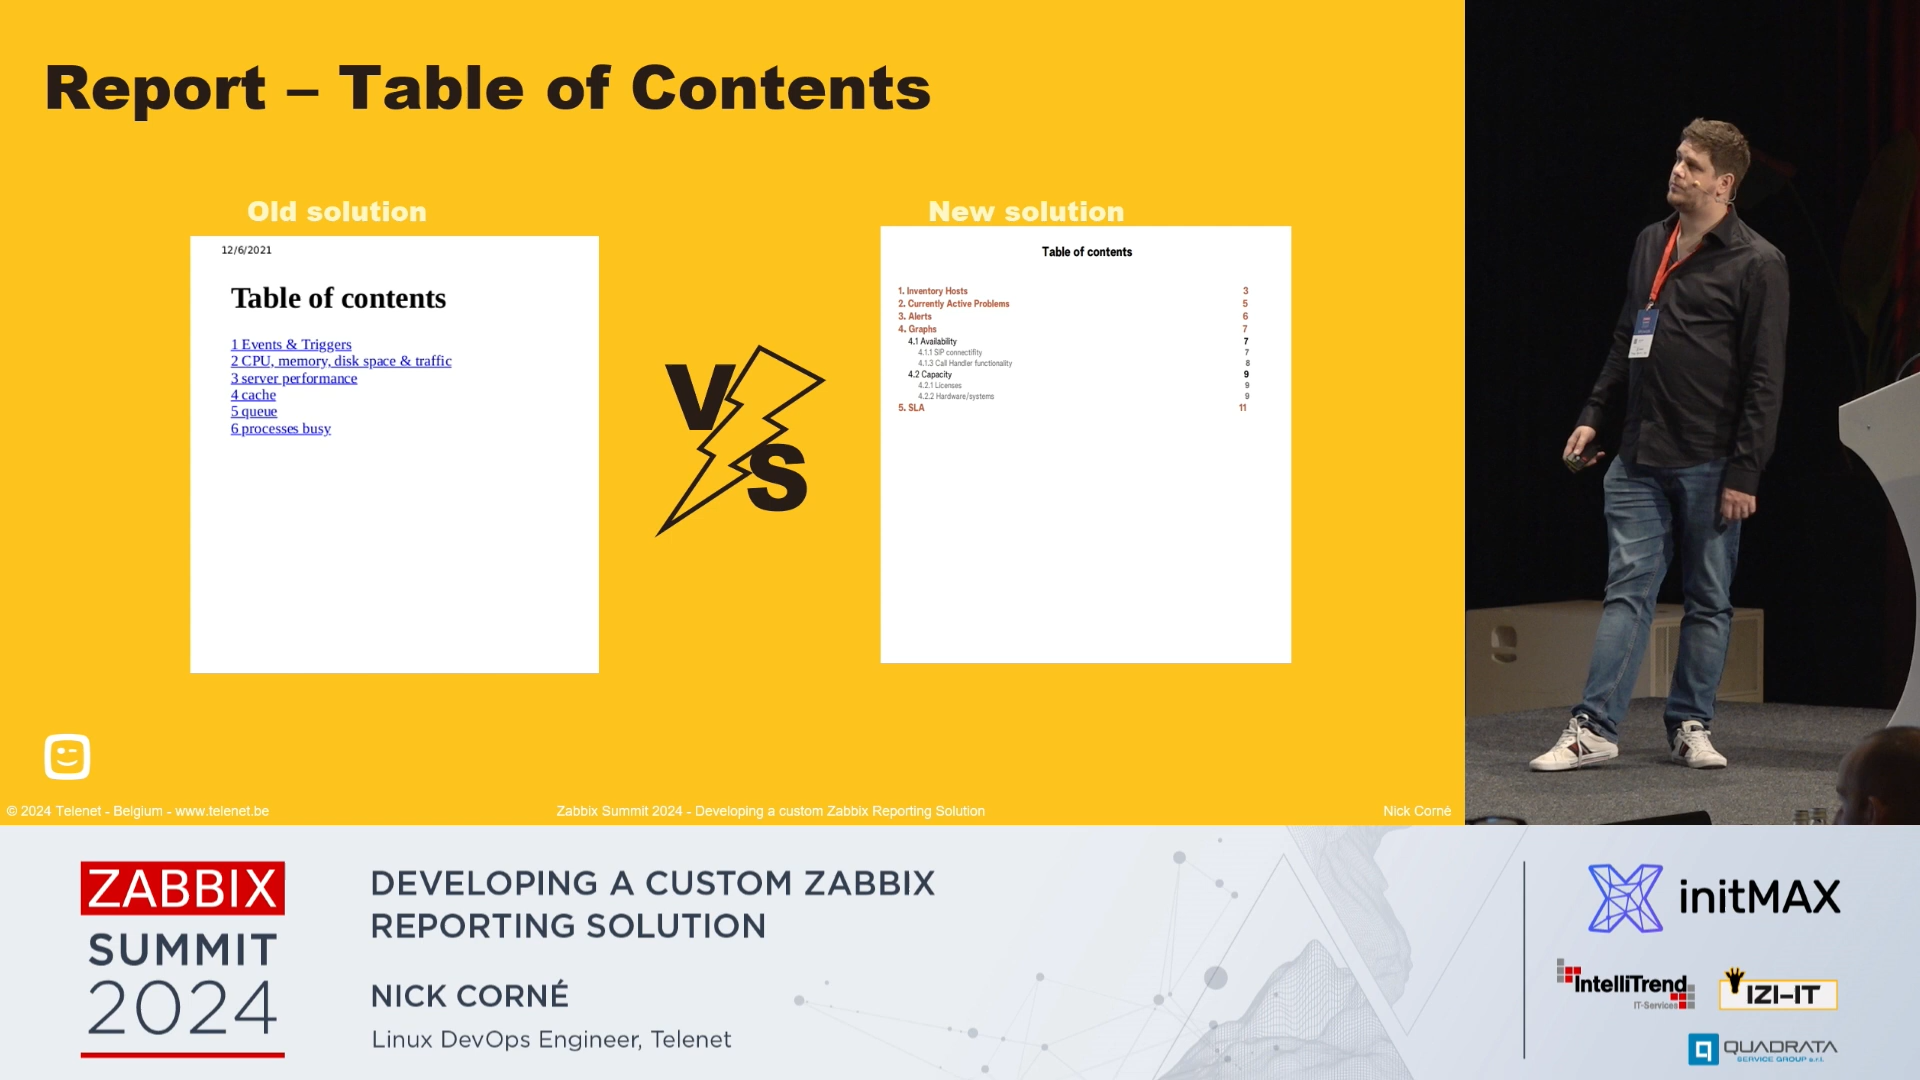 Report – Table of Contents
Old solution
12/6/2021
Table of contents
1 Events & Triggers
2 CPU, memory, disk space & traffic
3 server performance
4 cache
5 queue
6 processes busy
VS
New solution
Table of contents
1. Inventory Hosts 3
2. Currently Active Problems 5
3. Alerts 6
4. Graphs 7
4.1 Availability 7
4.1.1 SIP connectifity 7
4.1.3 Call Handler functionality 8
4.2 Capacity 9
4.2.1 Licenses 9
4.2.2 Hardware/systems 9
5. SLA 11
© 2024 Telenet - Belgium - www.telenet.be
Zabbix Summit 2024 - Developing a custom Zabbix Reporting Solution
Nick Corné
ZABBIX
SUMMIT
2024
DEVELOPING A CUSTOM ZABBIX
REPORTING SOLUTION
NICK CORNÉ
Linux DevOps Engineer, Telenet
initMAX
IntelliTrend
IT-Services
IZI-IT
QUADRATA
SERVICE GROUP s.r.l.